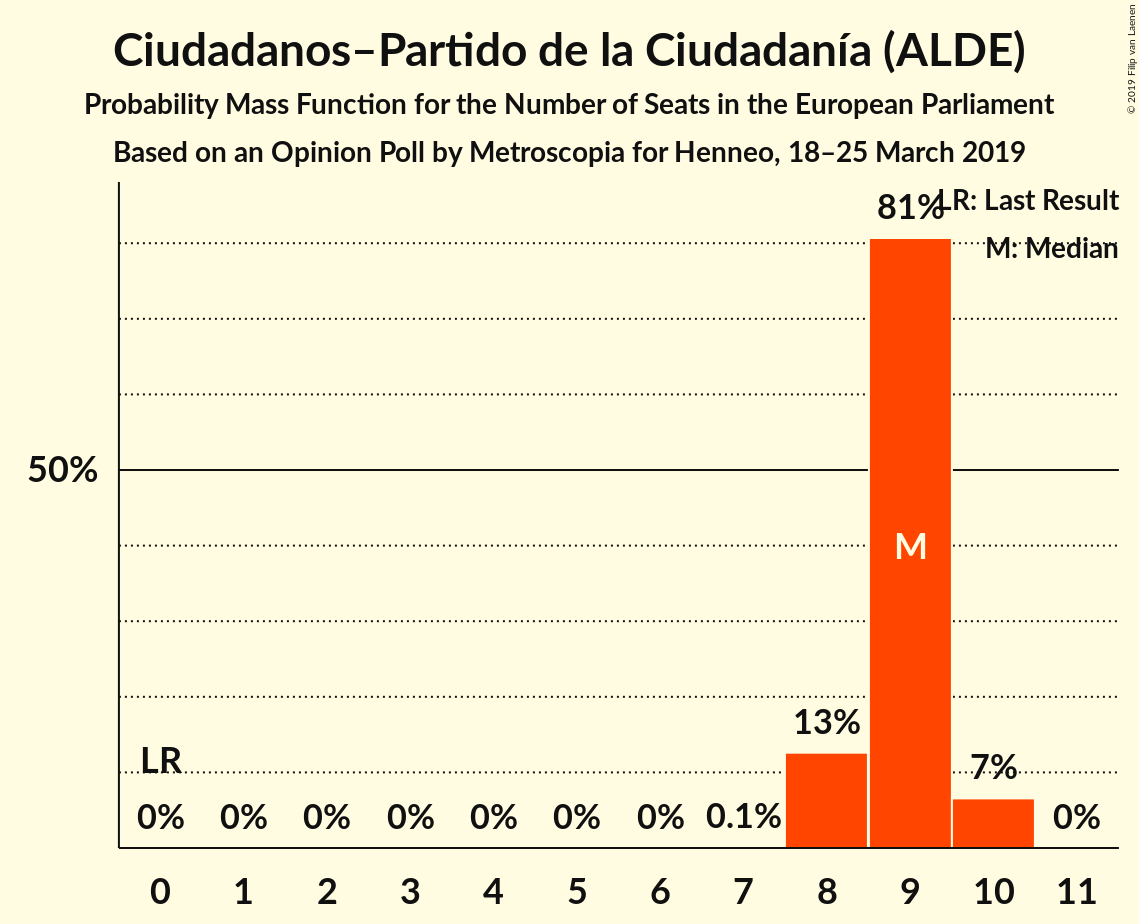 Ciudadanos–Partido de la Ciudadanía (ALDE)
Probability Mass Function for the Number of Seats in the European Parliament
Based on an Opinion Poll by Metroscopia for Henneo, 18–25 March 2019
© 2019 Filip van Laenen
81%
LR: Last Result
M: Median
50%
M
13%
LR
7%
0% 0% 0% 0% 0% 0% 0% 0.1% 0%
0 1 2 3 4 5 6 7 8 9 10 11